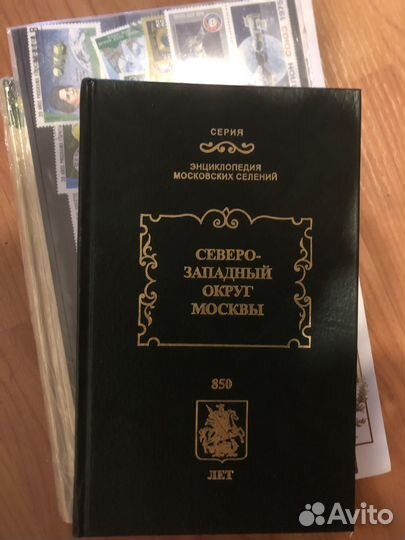 СЕРИЯ
ЭНЦИКЛОПЕДИЯ
МОСКОВСКИХ СЕЛЕНИЙ
СЕВЕРО-
ЗАПАДНЫЙ
ОКРУГ
МОСКВЫ
850
ЛЕТ
Avito